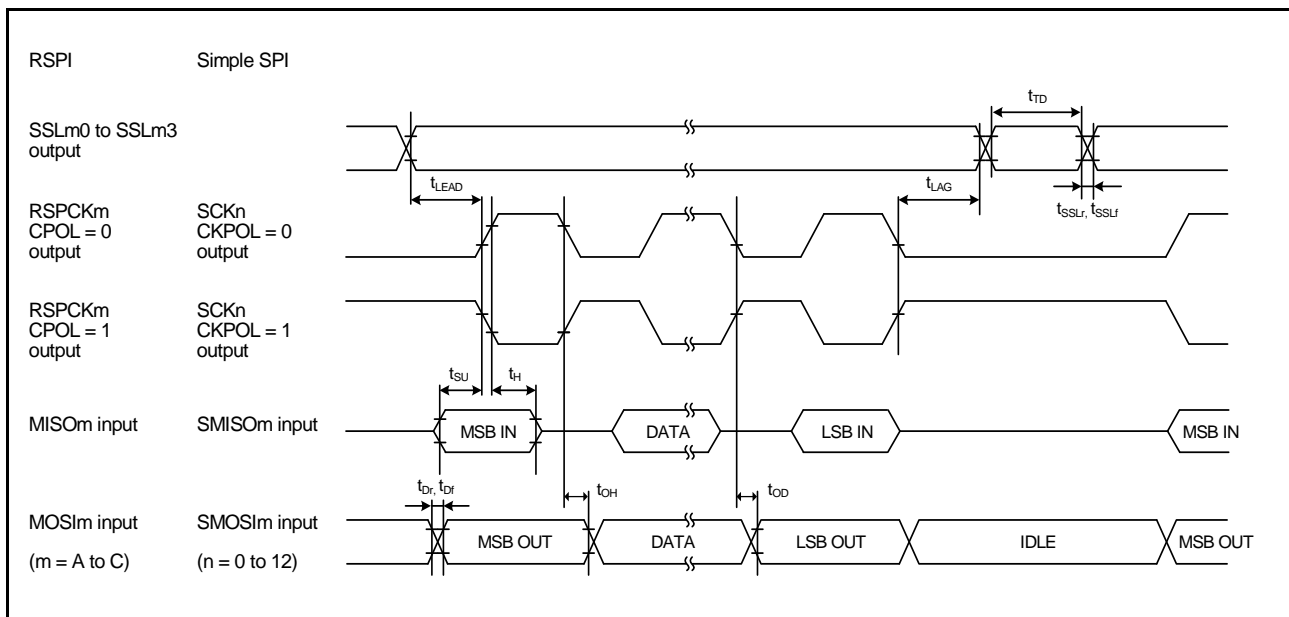 RSPI Simple SPI
tTD
SSLm0 to SSLm3
output
tLEAD
tLAG
tSSLr, tSSLf
RSPCKm SCKn
CPOL = 0 CKPOL = 0
output output
RSPCKm SCKn
CPOL = 1 CKPOL = 1
output output
tSU tH
MISOm input SMISOm input MSB IN DATA LSB IN MSB IN
tDr, tDf tOH tOD
MOSIm input SMOSIm input MSB OUT DATA LSB OUT IDLE MSB OUT
(m = A to C) (n = 0 to 12)